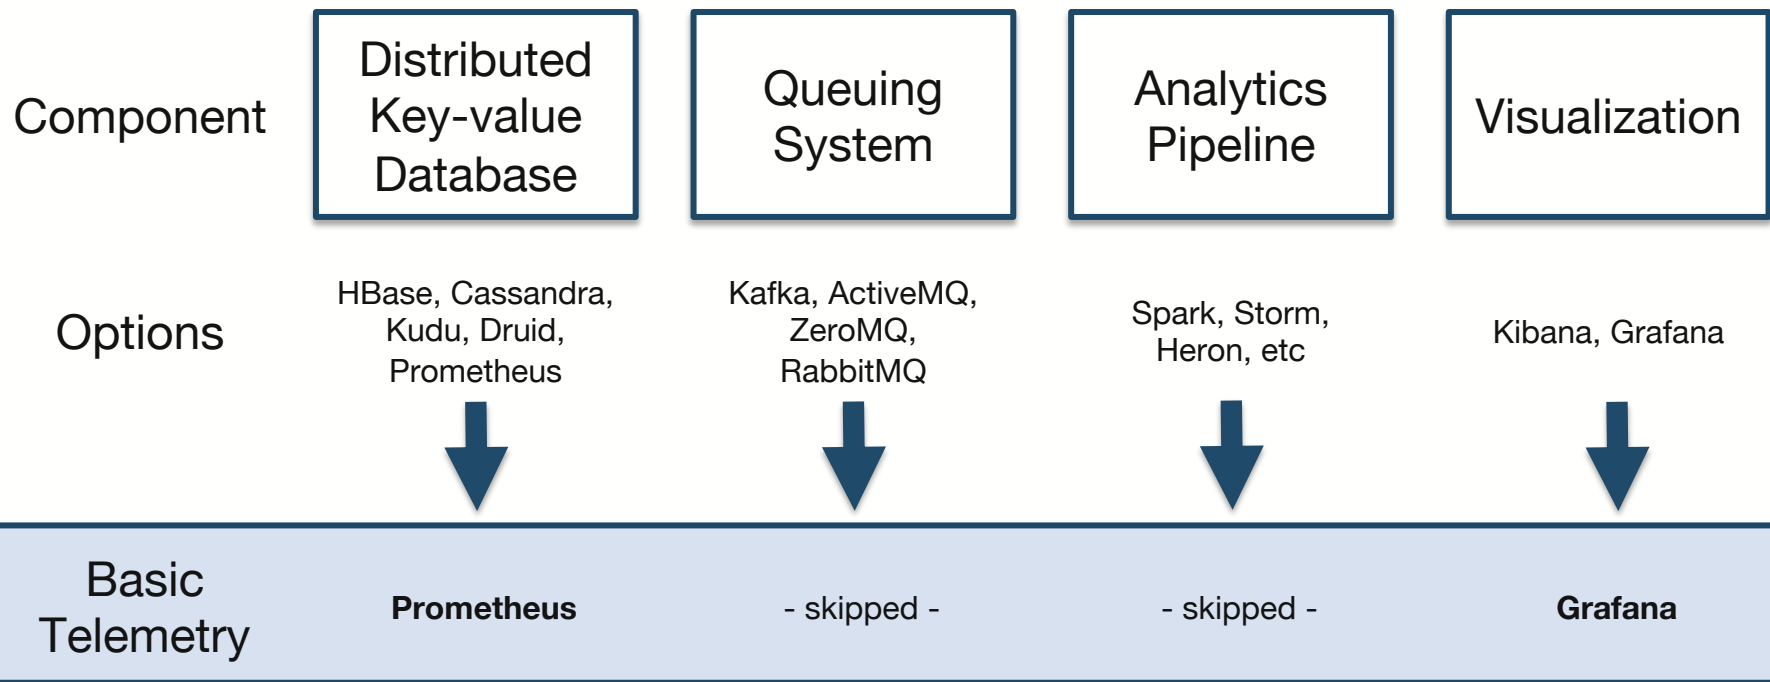 Component
Distributed
Key-value
Database
Queuing
System
Analytics
Pipeline
Visualization
Options
HBase, Cassandra,
Kudu, Druid,
Prometheus
Kafka, ActiveMQ,
ZeroMQ,
RabbitMQ
Spark, Storm,
Heron, etc
Kibana, Grafana
Basic
Telemetry
Prometheus
- skipped -
- skipped -
Grafana